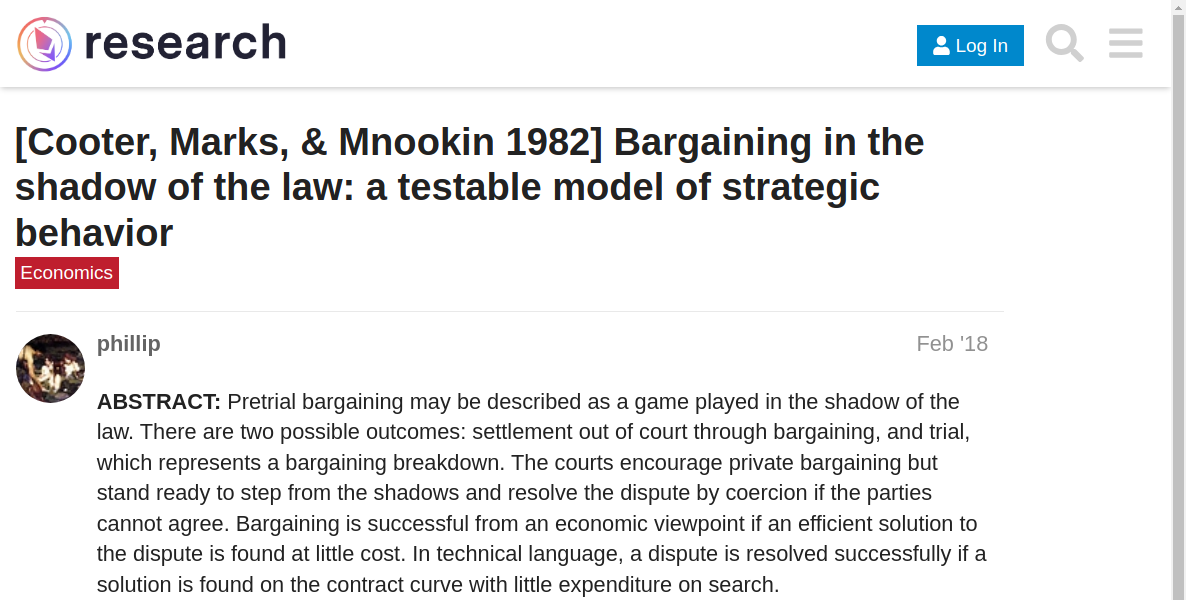 research
Log In
[Cooter, Marks, & Mnookin 1982] Bargaining in the
shadow of the law: a testable model of strategic
behavior
Economics
phillip
Feb '18
ABSTRACT: Pretrial bargaining may be described as a game played in the shadow of the
law. There are two possible outcomes: settlement out of court through bargaining, and trial,
which represents a bargaining breakdown. The courts encourage private bargaining but
stand ready to step from the shadows and resolve the dispute by coercion if the parties
cannot agree. Bargaining is successful from an economic viewpoint if an efficient solution to
the dispute is found at little cost. In technical language, a dispute is resolved successfully if a
solution is found on the contract curve with little expenditure on search.